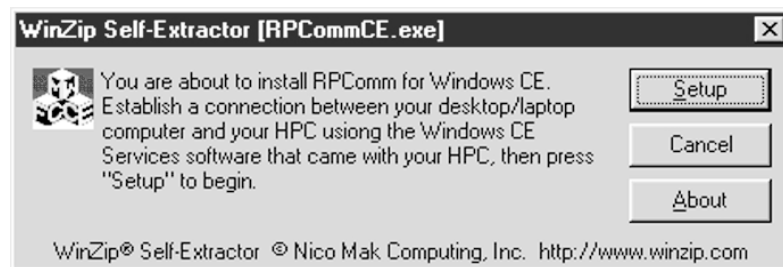 WinZip Self-Extractor [RPCommCE.exe]
You are about to install RPComm for Windows CE.
Establish a connection between your desktop/laptop
computer and your HPC usiong the Windows CE
Services software that came with your HPC, then press
"Setup" to begin.
Setup
Cancel
About
WinZip® Self-Extractor © Nico Mak Computing, Inc. http://www.winzip.com